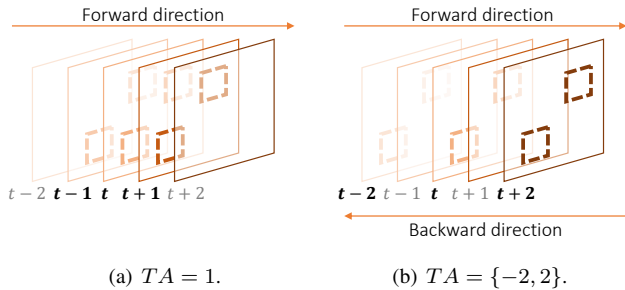 Forward direction
Forward direction
t − 2 t − 1 t t + 1 t + 2
t − 2 t − 1 t t + 1 t + 2
Backward direction
(a) TA = 1.
(b) TA = {−2, 2}.